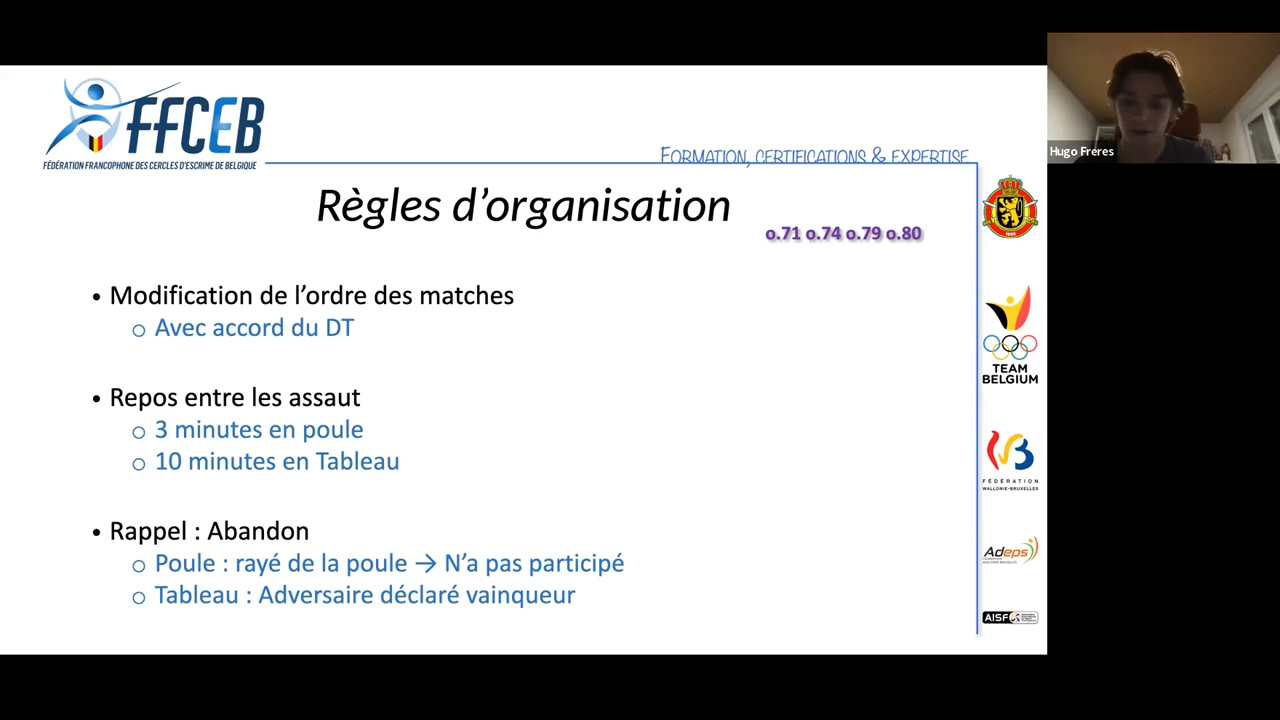 FFCEB
FÉDÉRATION FRANCOPHONE DES CERCLES D'ESCRIME DE BELGIQUE
FORMATION, CERTIFICATIONS & EXPERTISE
Règles d'organisation
o.71 o.74 o.79 o.80
• Modification de l'ordre des matches
o Avec accord du DT
• Repos entre les assaut
o 3 minutes en poule
o 10 minutes en Tableau
• Rappel : Abandon
o Poule : rayé de la poule → N'a pas participé
o Tableau : Adversaire déclaré vainqueur
Hugo Freres
TEAM
BELGIUM
FÉDÉRATION
WALLONIE-BRUXELLES
Adeps
AISF